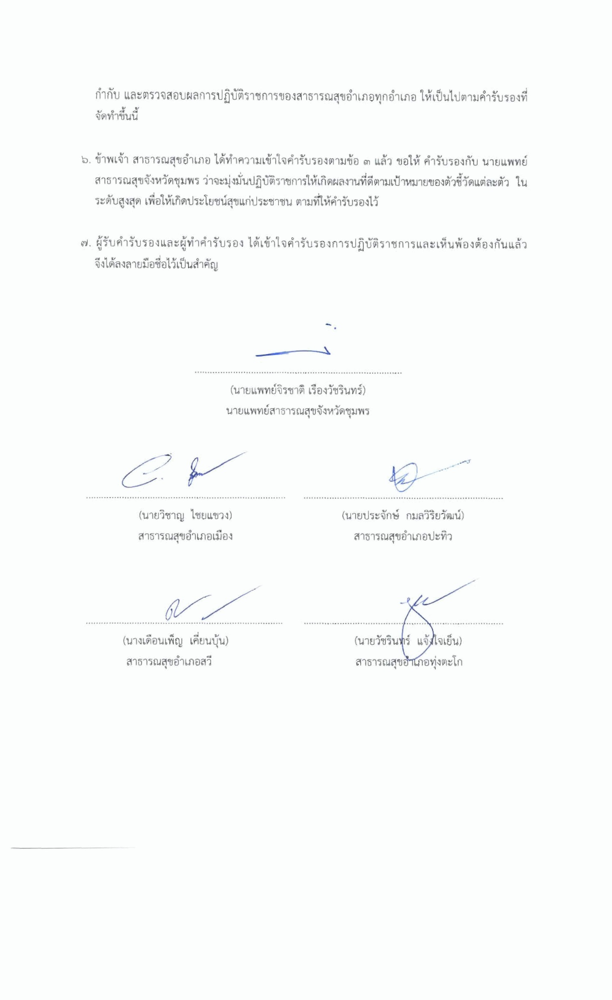 กำกับ และตรวจสอบผลการปฏิบัติราชการของสาธารณสุขอำเภอทุกอำเภอ ให้เป็นไปตามคำรับรองที่
จัดทำขึ้นนี้
๖. ข้าพเจ้า สาธารณสุขอำเภอ ได้ทำความเข้าใจคำรับรองตามข้อ ๓ แล้ว ขอให้ คำรับรองกับ นายแพทย์
สาธารณสุขจังหวัดชุมพร ว่าจะมุ่งมั่นปฏิบัติราชการให้เกิดผลงานที่ดีตามเป้าหมายของตัวชี้วัดแต่ละตัว ใน
ระดับสูงสุด เพื่อให้เกิดประโยชน์สุขแก่ประชาชน ตามที่ให้คำรับรองไว้
๗. ผู้รับคำรับรองและผู้ทำคำรับรอง ได้เข้าใจคำรับรองการปฏิบัติราชการและเห็นพ้องต้องกันแล้ว
จึงได้ลงลายมือชื่อไว้เป็นสำคัญ
(นายแพทย์จิรชาติ เรืองวัชรินทร์)
นายแพทย์สาธารณสุขจังหวัดชุมพร
(นายวิชาญ ไชยแขวง) (นายประจักษ์ กมลวิริยวัฒน์)
สาธารณสุขอำเภอเมือง สาธารณสุขอำเภอปะทิว
(นางเดือนเพ็ญ เคี่ยนบุ้น) (นายวัชรินทร์ แจ้งใจเย็น)
สาธารณสุขอำเภอสวี สาธารณสุขอำเภอทุ่งตะโก